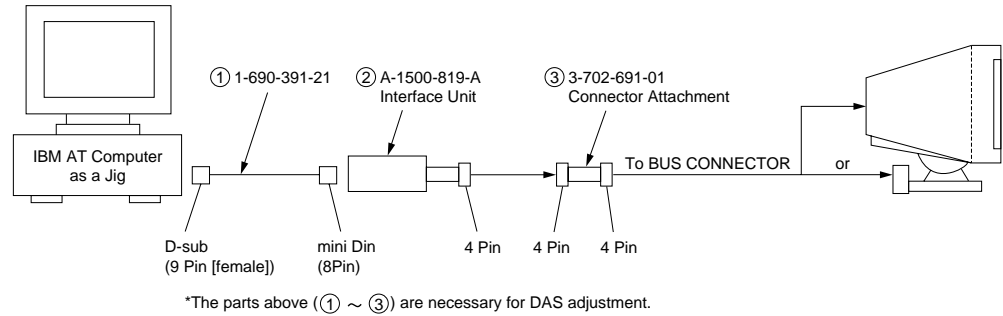 ① 1-690-391-21
② A-1500-819-A
Interface Unit
③ 3-702-691-01
Connector Attachment
IBM AT Computer
as a Jig
To BUS CONNECTOR
or
D-sub
(9 Pin [female])
mini Din
(8Pin)
4 Pin
4 Pin
4 Pin
*The parts above (① ~ ③) are necessary for DAS adjustment.